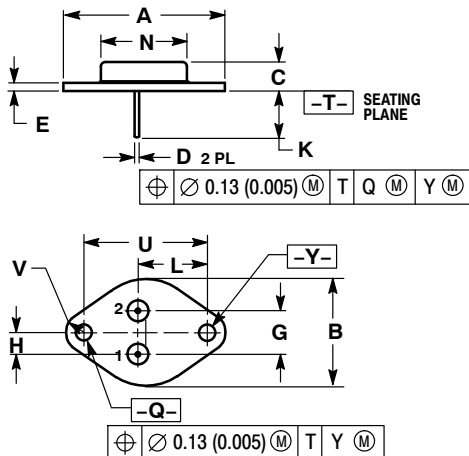 A
N
C
E
–T– SEATING
PLANE
K
D 2 PL
⌖ ∅ 0.13 (0.005) Ⓜ T Q Ⓜ Y Ⓜ
U
V
L
–Y–
2
H
G
B
1
–Q–
⌖ ∅ 0.13 (0.005) Ⓜ T Y Ⓜ